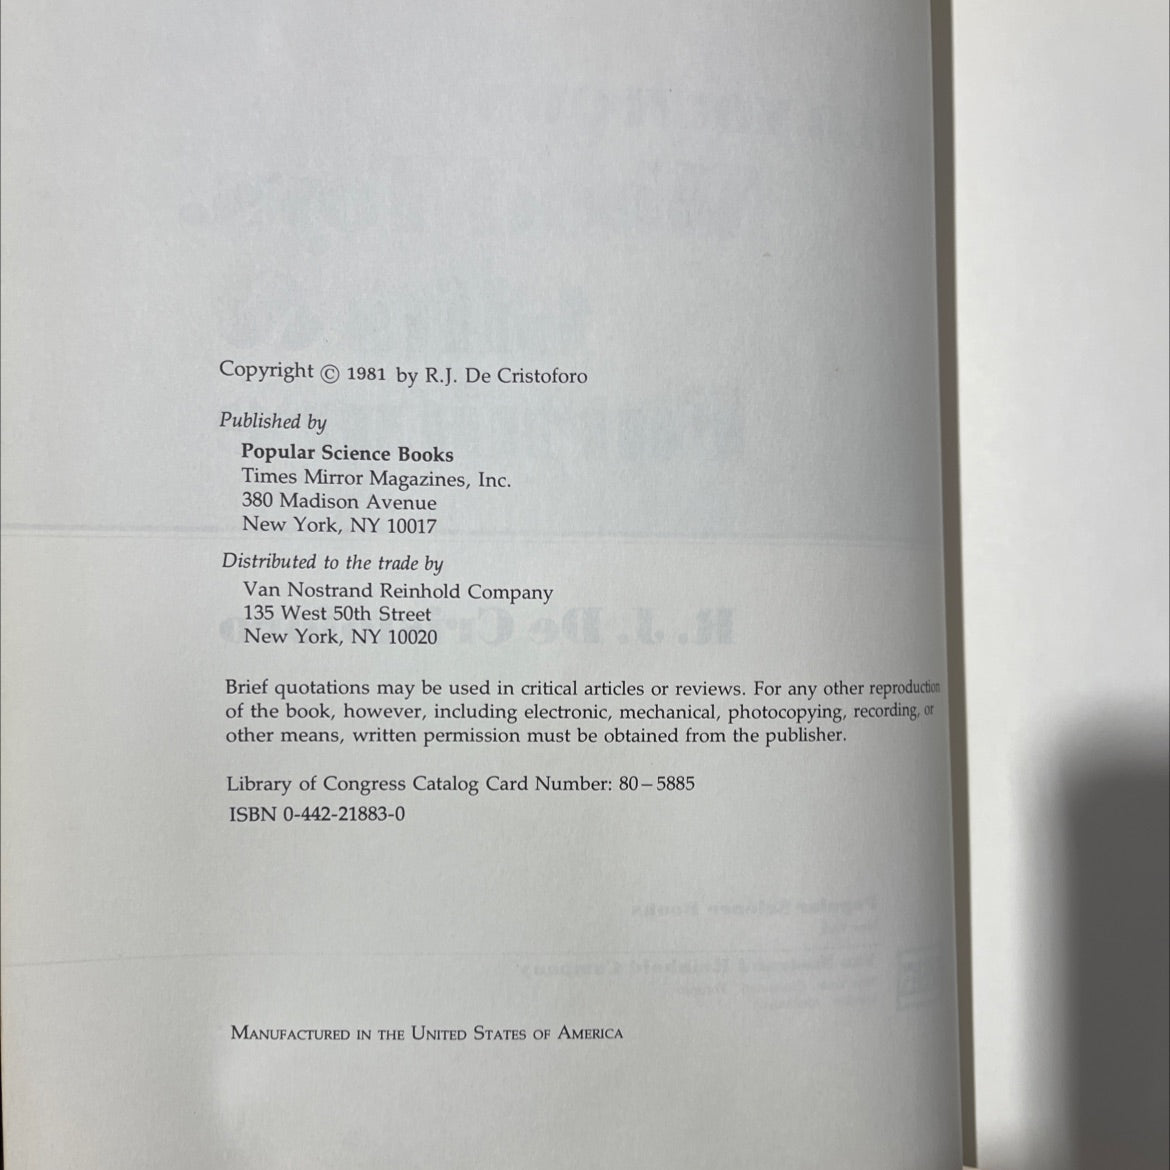 Copyright © 1981 by R.J. De Cristoforo
Published by
Popular Science Books
Times Mirror Magazines, Inc.
380 Madison Avenue
New York, NY 10017
Distributed to the trade by
Van Nostrand Reinhold Company
135 West 50th Street
New York, NY 10020
Brief quotations may be used in critical articles or reviews. For any other reproduction
of the book, however, including electronic, mechanical, photocopying, recording, or
other means, written permission must be obtained from the publisher.
Library of Congress Catalog Card Number: 80–5885
ISBN 0-442-21883-0
MANUFACTURED IN THE UNITED STATES OF AMERICA